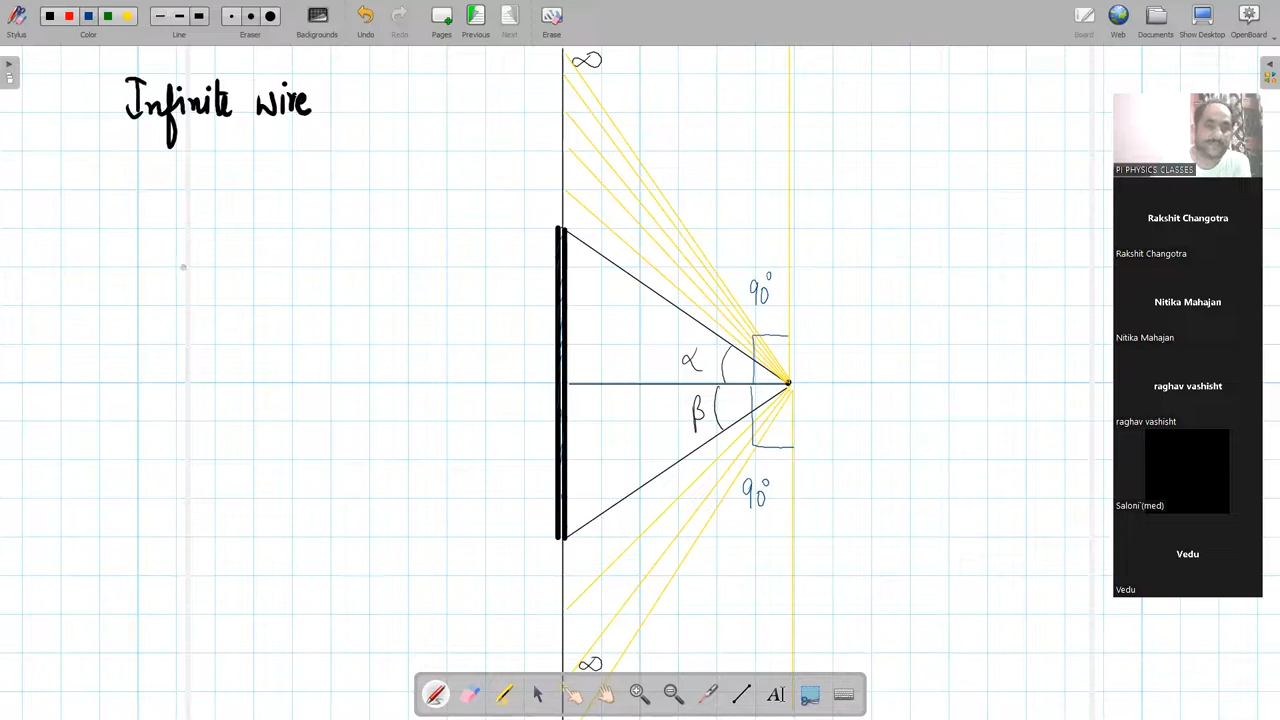 Stylus
Color
Line
Eraser
Backgrounds
Undo
Redo
Pages
Previous
Next
Erase
Board
Web
Documents
Show Desktop
OpenBoard
Infinite wire
∞
90°
α
β
90°
∞
PI PHYSICS CLASSES
Rakshit Changotra
Rakshit Changotra
Nitika Mahajan
Nitika Mahajan
raghav vashisht
raghav vashisht
Saloni (med)
Vedu
Vedu
AI